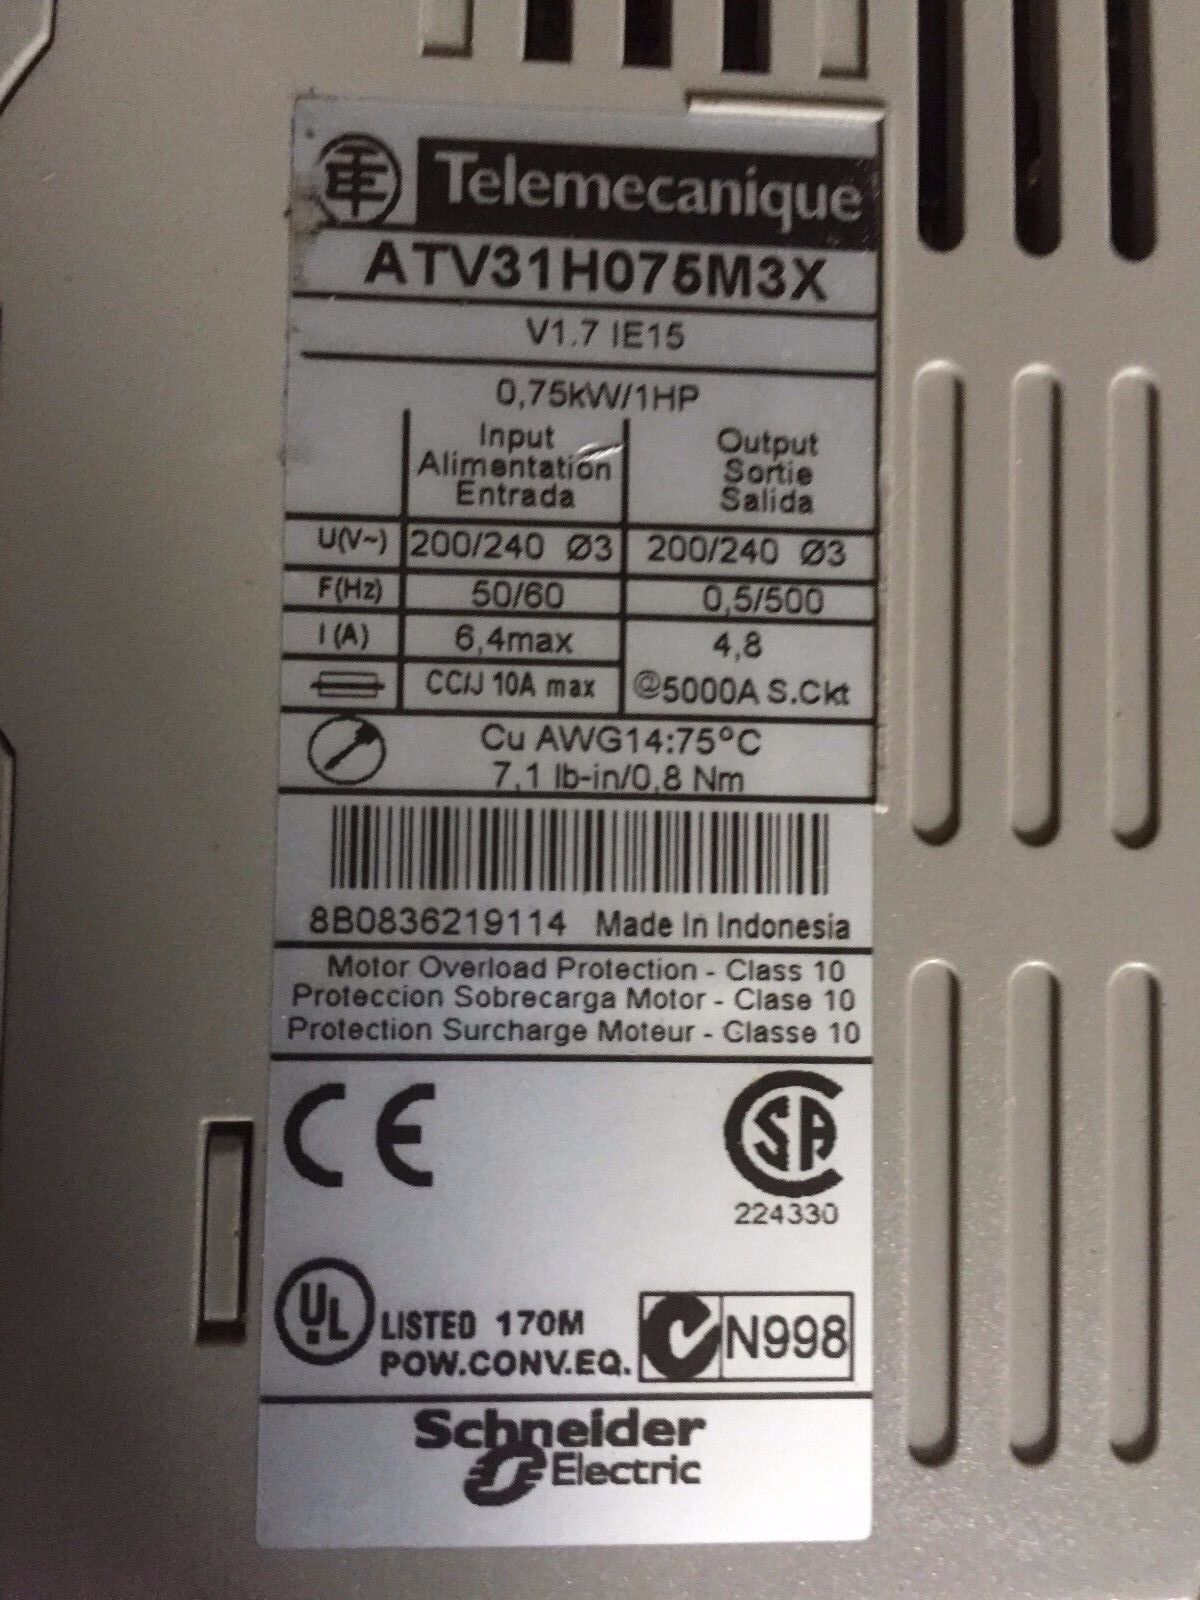 Telemecanique
ATV31H075M3X
V1.7 IE15
0,75kW/1HP
Input Output
Alimentation Sortie
Entrada Salida
U(V~) 200/240 Ø3 200/240 Ø3
F(Hz) 50/60 0,5/500
I (A) 6,4max 4,8
CC/J 10A max @5000A S.Ckt
Cu AWG14:75°C
7,1 lb-in/0,8 Nm
8B0836219114 Made In Indonesia
Motor Overload Protection - Class 10
Proteccion Sobrecarga Motor - Clase 10
Protection Surcharge Moteur - Classe 10
CE SA
224330
UL LISTED 170M
POW.CONV.EQ. N998
Schneider
Electric